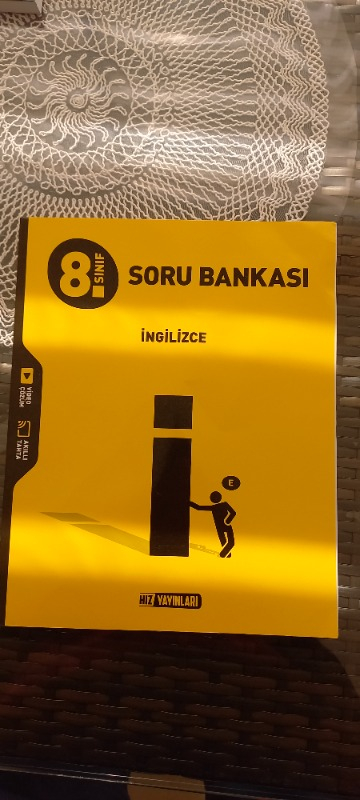 8. SINIF
SORU BANKASI
İNGİLİZCE
VİDEO
ÇÖZÜM
AKILLI
TAHTA
i
E
HIZ YAYINLARI